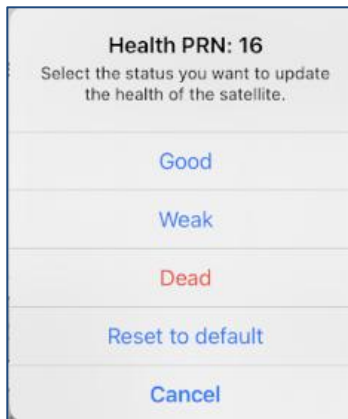 Health PRN: 16
Select the status you want to update
the health of the satellite.
Good
Weak
Dead
Reset to default
Cancel